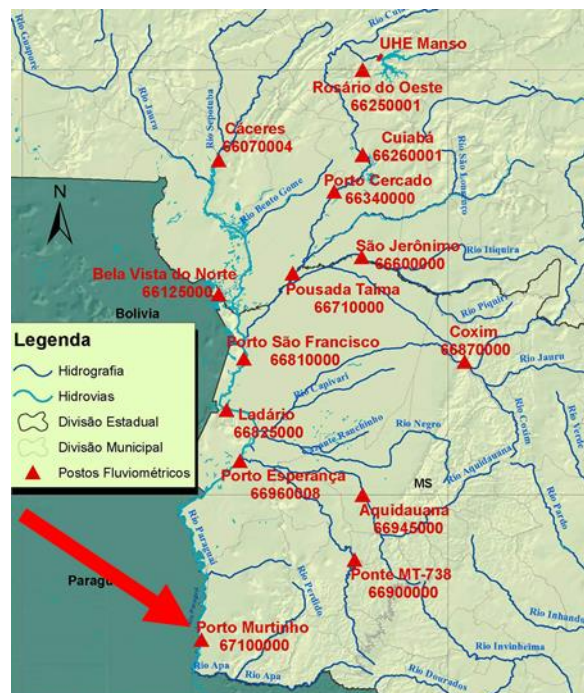 Rio Guaporé
Rio Jauru
Rio Sepotuba
UHE Manso
Rosário do Oeste
66250001
Cáceres
66070004
Cuiabá
66260001
Rio São Lourenço
Porto Cercado
66340000
N
Rio Bento Gome
São Jerônimo
66600000
Rio Itiquira
Bela Vista do Norte
66125000
Pousada Taima
66710000
Bolívia
Rio Piquiri
Legenda
Hidrografia
Hidrovias
Divisão Estadual
Divisão Municipal
Postos Fluviométricos
Porto São Francisco
66810000
Coxim
66870000
Rio Jauru
Rio Capivari
Ladário
66825000
Rio Coxim
Rio Verde
Rio Negro
Porto Esperança
66960008
MS
Rio Aquidauana
Aquidauana
66945000
Rio Pardo
Rio Paraguai
Ponte MT-738
66900000
Paragu
Rio Perdido
Rio Inhandu
Porto Murtinho
67100000
Rio Invinheima
Rio Apa
Rio Apa
Rio Dourados